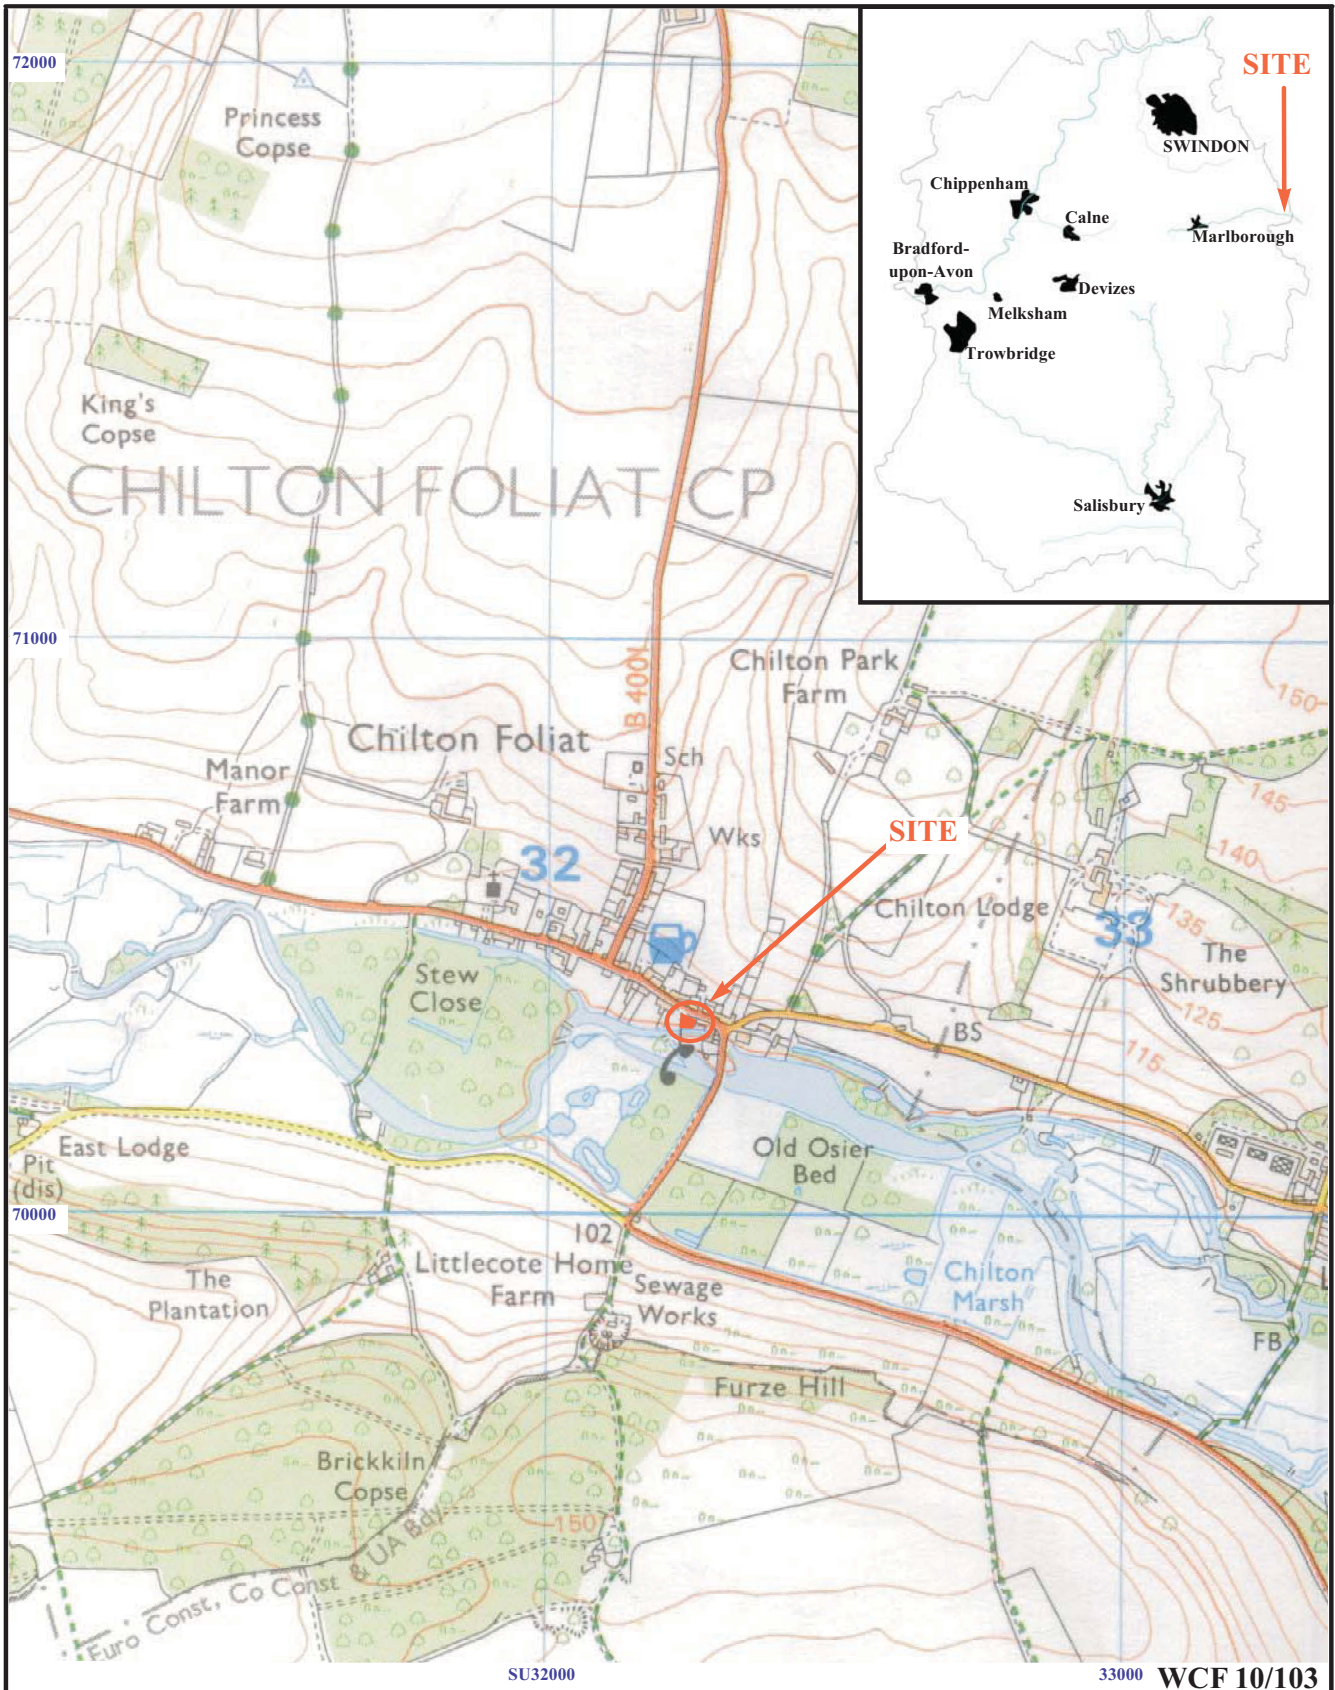 72000
SITE
SWINDON
Princess
Copse
Chippenham
Calne
Marlborough
Bradford-
upon-Avon
Devizes
Melksham
Trowbridge
King's
Copse
CHILTON FOLIAT CP
Salisbury
71000
B 4001
Chilton Park
Farm
150
Chilton Foliat
Sch
Manor
Farm
145
Wks
SITE
140
32
Chilton Lodge
33
135
The
Shrubbery
Stew
Close
125
BS
115
East Lodge
Pit
(dis)
Old Osier
Bed
70000
102
Littlecote Home
Farm
Sewage
Works
The
Plantation
Chilton
Marsh
FB
Furze Hill
Brickkiln
Copse
150
& UA Bdy
Euro Const, Co Const
SU32000
33000
WCF 10/103